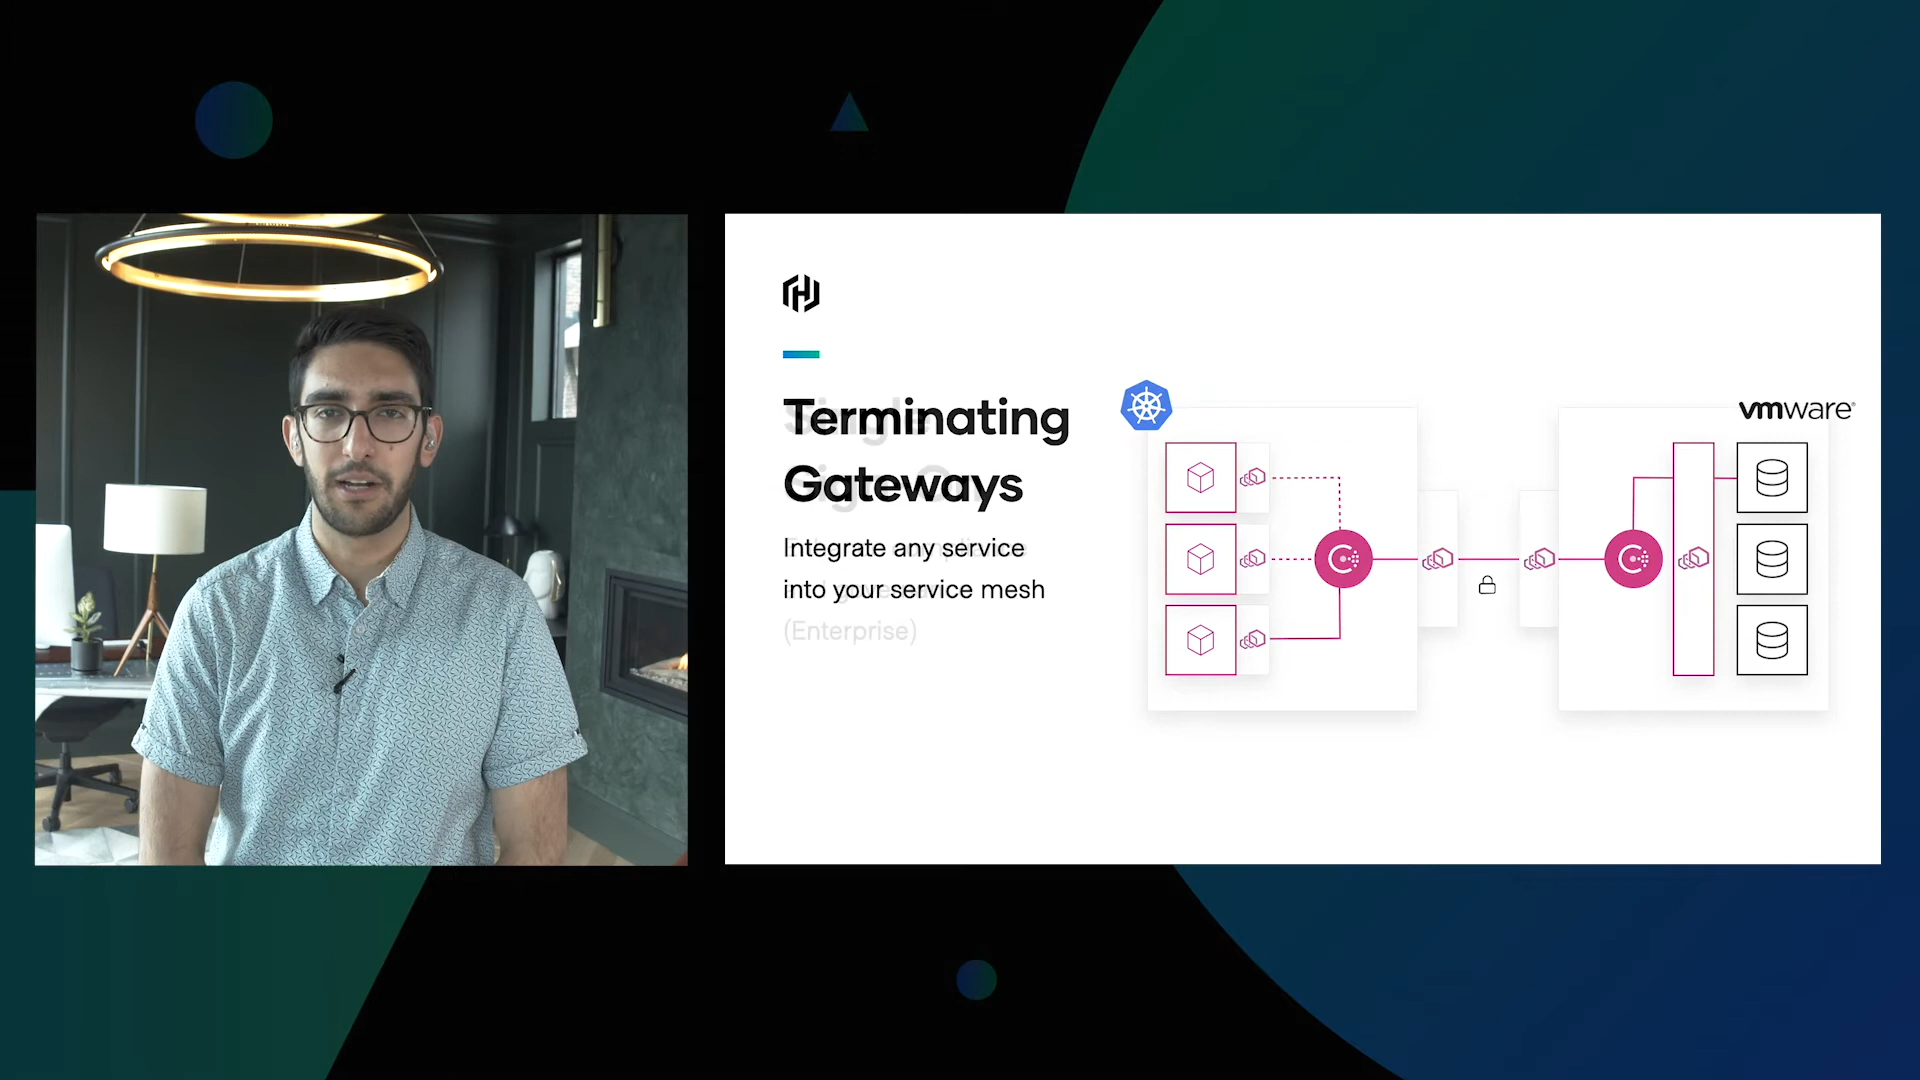 Terminating
Gateways
Integrate any service
into your service mesh
(Enterprise)
vmware®